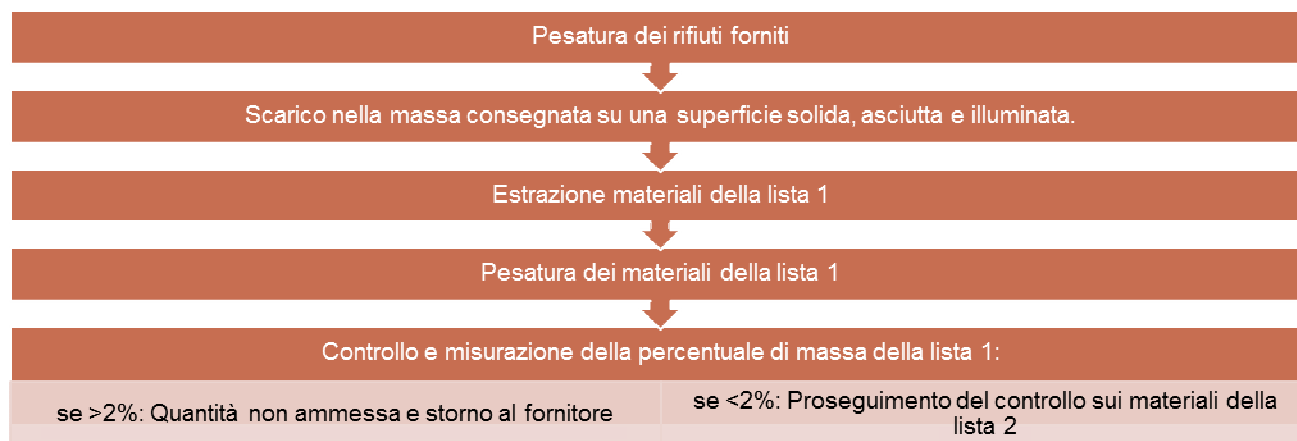 Pesatura dei rifiuti forniti
Scarico nella massa consegnata su una superficie solida, asciutta e illuminata.
Estrazione materiali della lista 1
Pesatura dei materiali della lista 1
Controllo e misurazione della percentuale di massa della lista 1:
se >2%: Quantità non ammessa e storno al fornitore
se <2%: Proseguimento del controllo sui materiali della
lista 2